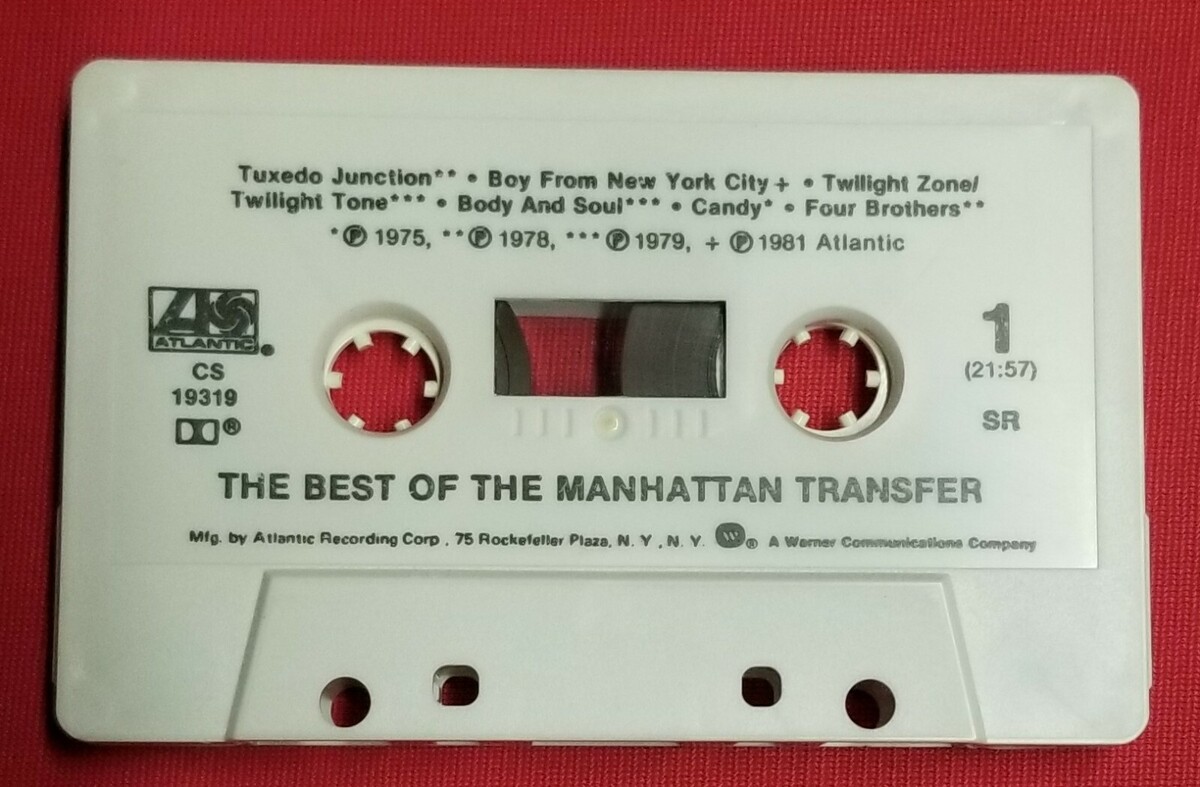 Tuxedo Junction** • Boy From New York City + • Twilight Zone/
Twilight Tone*** • Body And Soul*** • Candy* • Four Brothers**
*℗ 1975, **℗ 1978, ***℗ 1979, + ℗ 1981 Atlantic
ATLANTIC
CS
19319
®
1
(21:57)
SR
THE BEST OF THE MANHATTAN TRANSFER
Mfg. by Atlantic Recording Corp. 75 Rockefeller Plaza, N. Y., N. Y. ® A Warner Communications Company